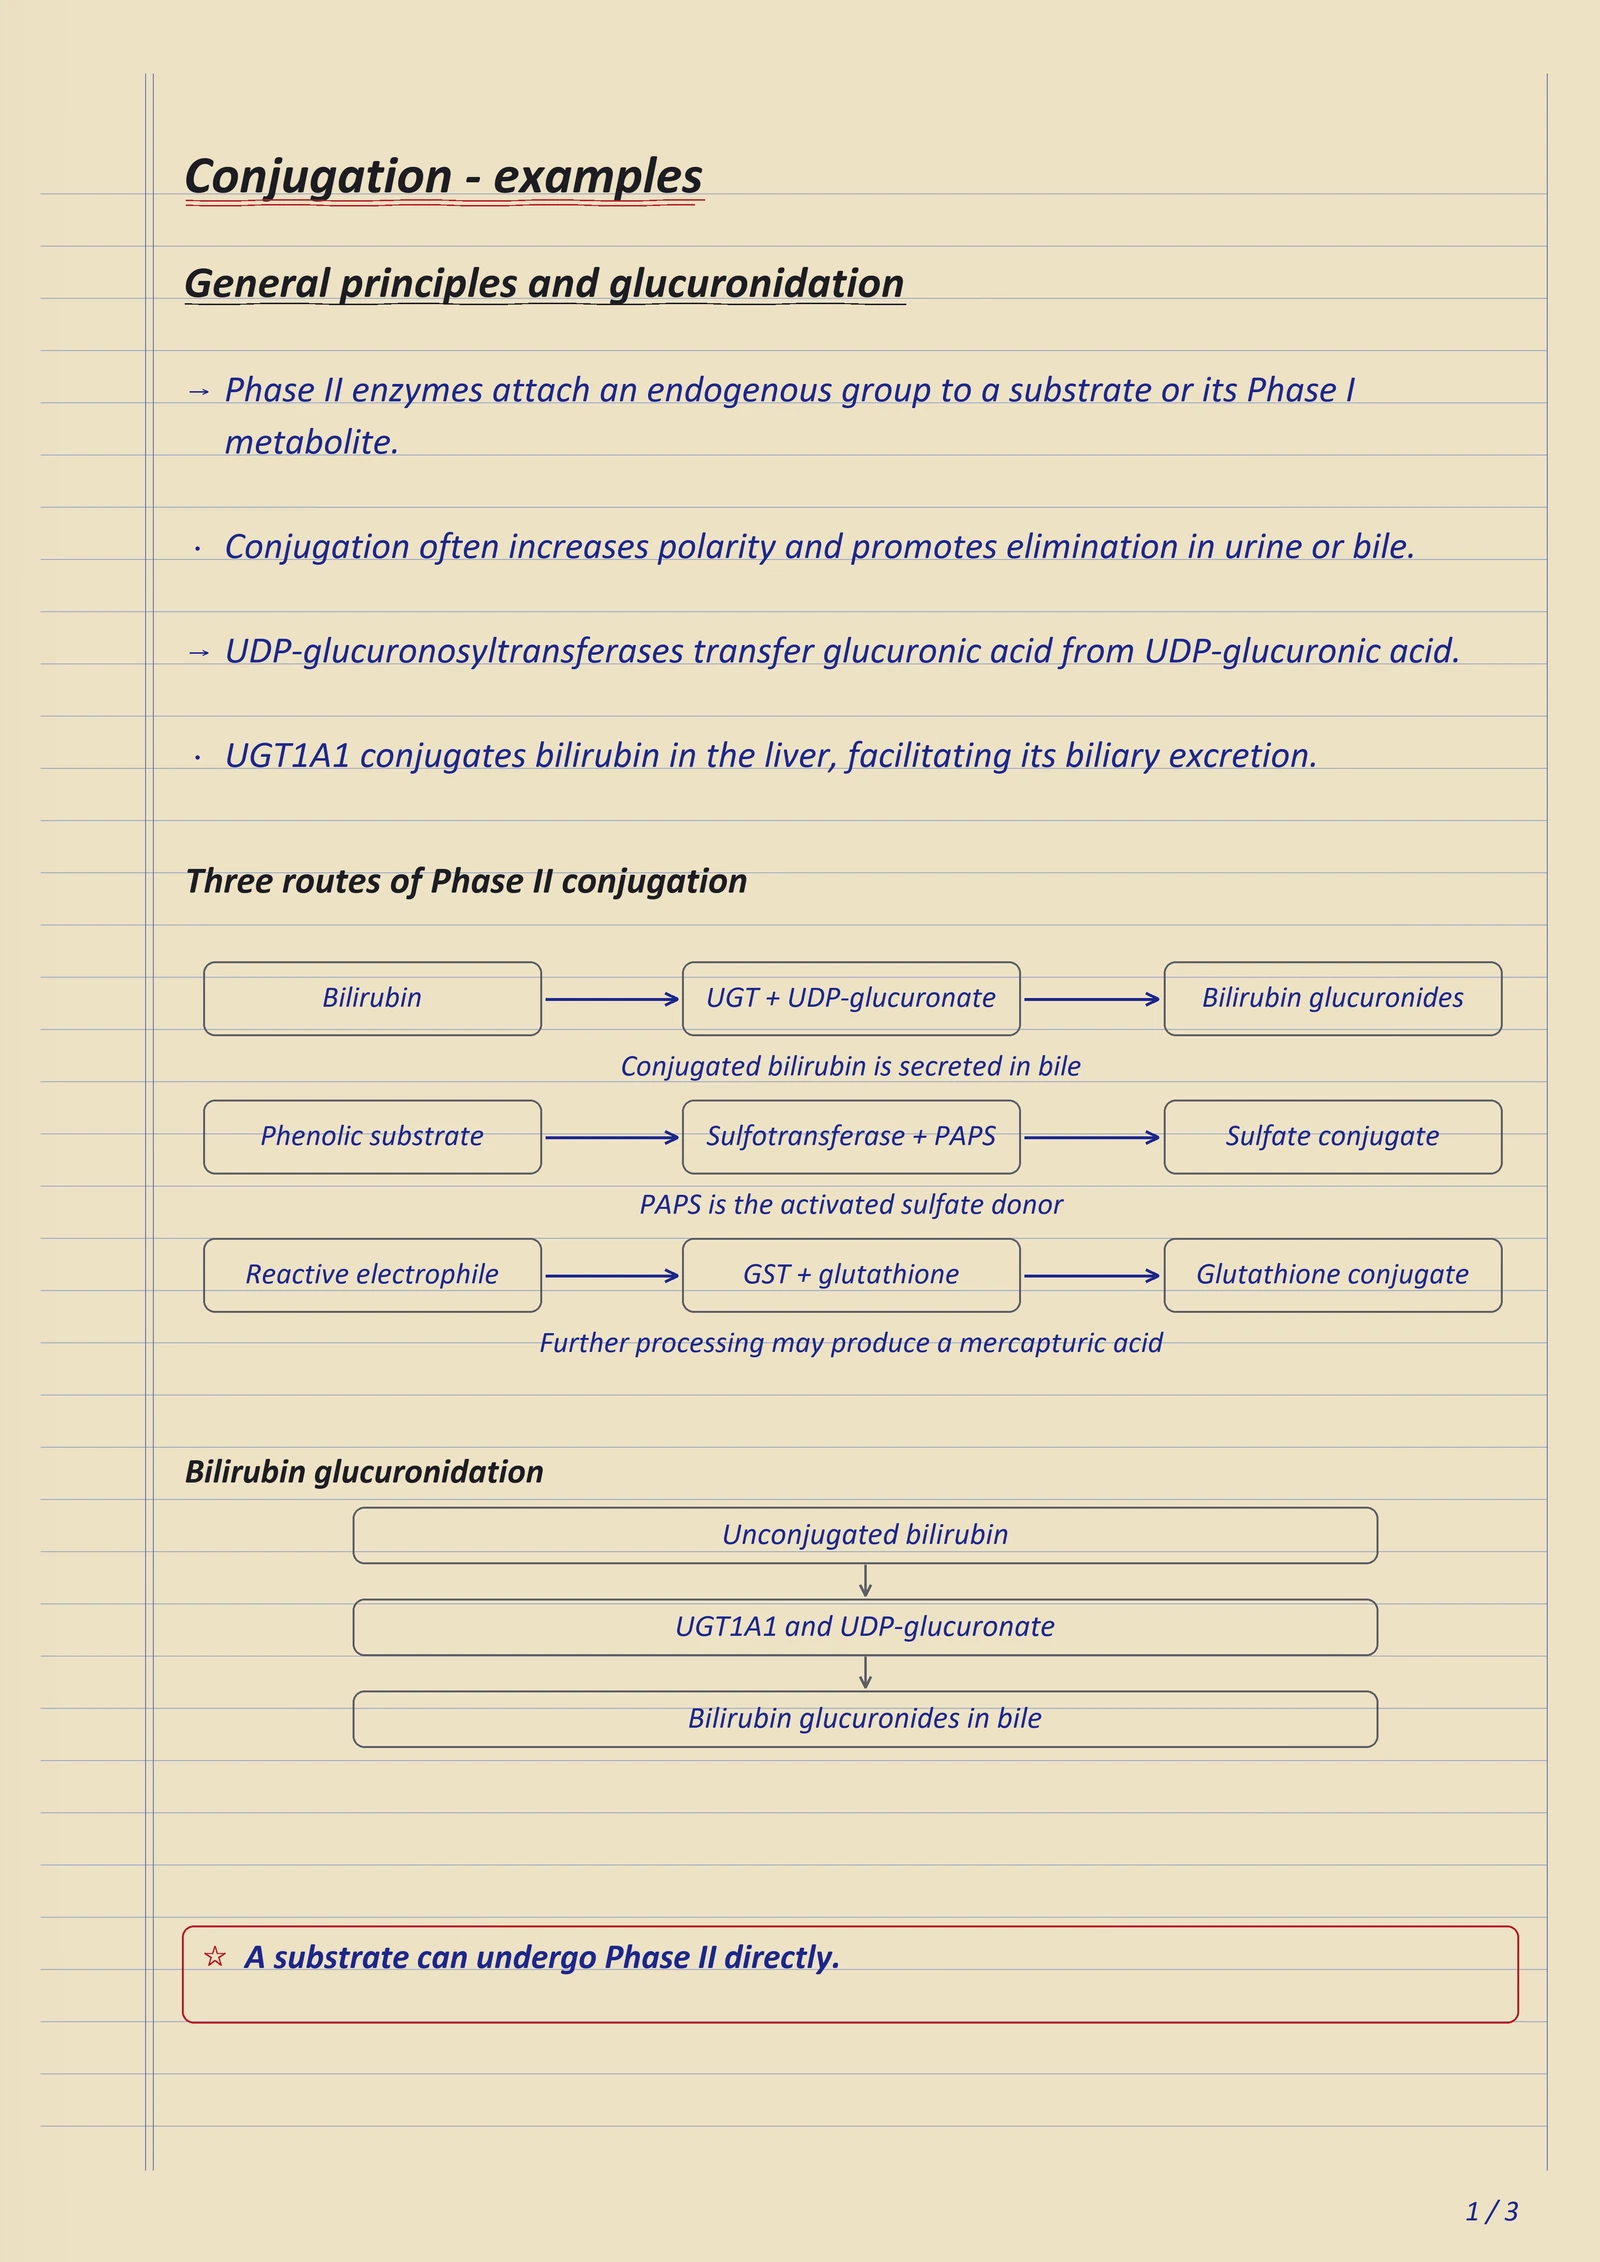 Conjugation - examples
General principles and glucuronidation
→ Phase II enzymes attach an endogenous group to a substrate or its Phase I
metabolite.
· Conjugation often increases polarity and promotes elimination in urine or bile.
→ UDP-glucuronosyltransferases transfer glucuronic acid from UDP-glucuronic acid.
· UGT1A1 conjugates bilirubin in the liver, facilitating its biliary excretion.
Three routes of Phase II conjugation
Bilirubin → UGT + UDP-glucuronate → Bilirubin glucuronides
Conjugated bilirubin is secreted in bile
Phenolic substrate → Sulfotransferase + PAPS → Sulfate conjugate
PAPS is the activated sulfate donor
Reactive electrophile → GST + glutathione → Glutathione conjugate
Further processing may produce a mercapturic acid
Bilirubin glucuronidation
Unconjugated bilirubin
↓
UGT1A1 and UDP-glucuronate
↓
Bilirubin glucuronides in bile
☆ A substrate can undergo Phase II directly.
1 / 3